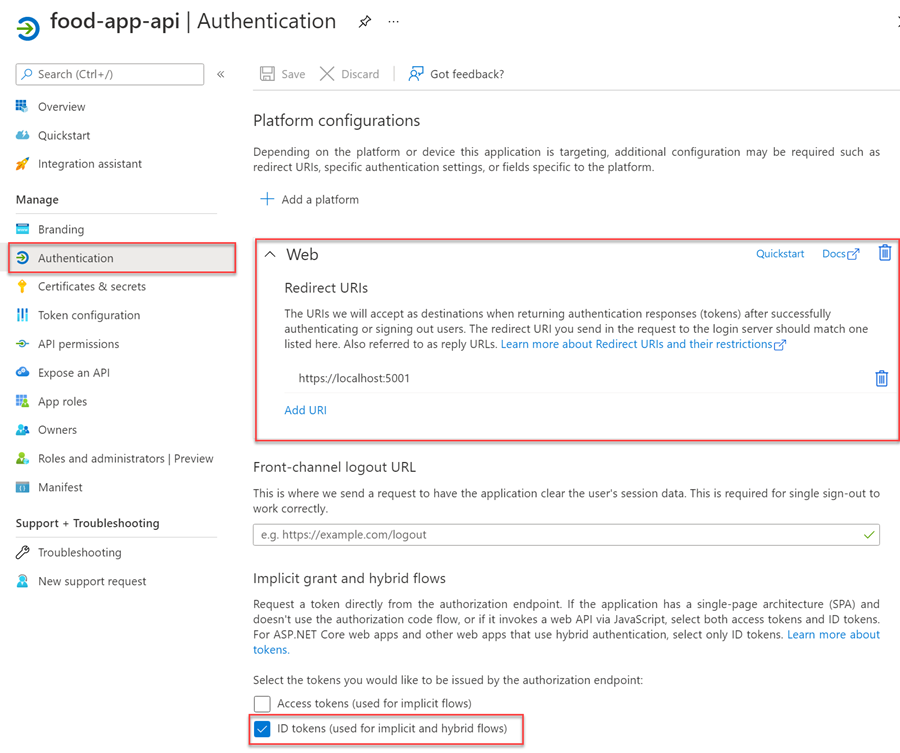 food-app-api | Authentication
Search (Ctrl+/)
«
Save
Discard
Got feedback?
Overview
Quickstart
Integration assistant
Manage
Branding
Authentication
Certificates & secrets
Token configuration
API permissions
Expose an API
App roles
Owners
Roles and administrators | Preview
Manifest
Support + Troubleshooting
Troubleshooting
New support request
Platform configurations
Depending on the platform or device this application is targeting, additional configuration may be required such as
redirect URIs, specific authentication settings, or fields specific to the platform.
Add a platform
Web
Quickstart
Docs
Redirect URIs
The URIs we will accept as destinations when returning authentication responses (tokens) after successfully
authenticating or signing out users. The redirect URI you send in the request to the login server should match one
listed here. Also referred to as reply URLs. Learn more about Redirect URIs and their restrictions
https://localhost:5001
Add URI
Front-channel logout URL
This is where we send a request to have the application clear the user's session data. This is required for single sign-out to
work correctly.
e.g. https://example.com/logout
Implicit grant and hybrid flows
Request a token directly from the authorization endpoint. If the application has a single-page architecture (SPA) and
doesn't use the authorization code flow, or if it invokes a web API via JavaScript, select both access tokens and ID tokens.
For ASP.NET Core web apps and other web apps that use hybrid authentication, select only ID tokens. Learn more about
tokens.
Select the tokens you would like to be issued by the authorization endpoint:
Access tokens (used for implicit flows)
ID tokens (used for implicit and hybrid flows)